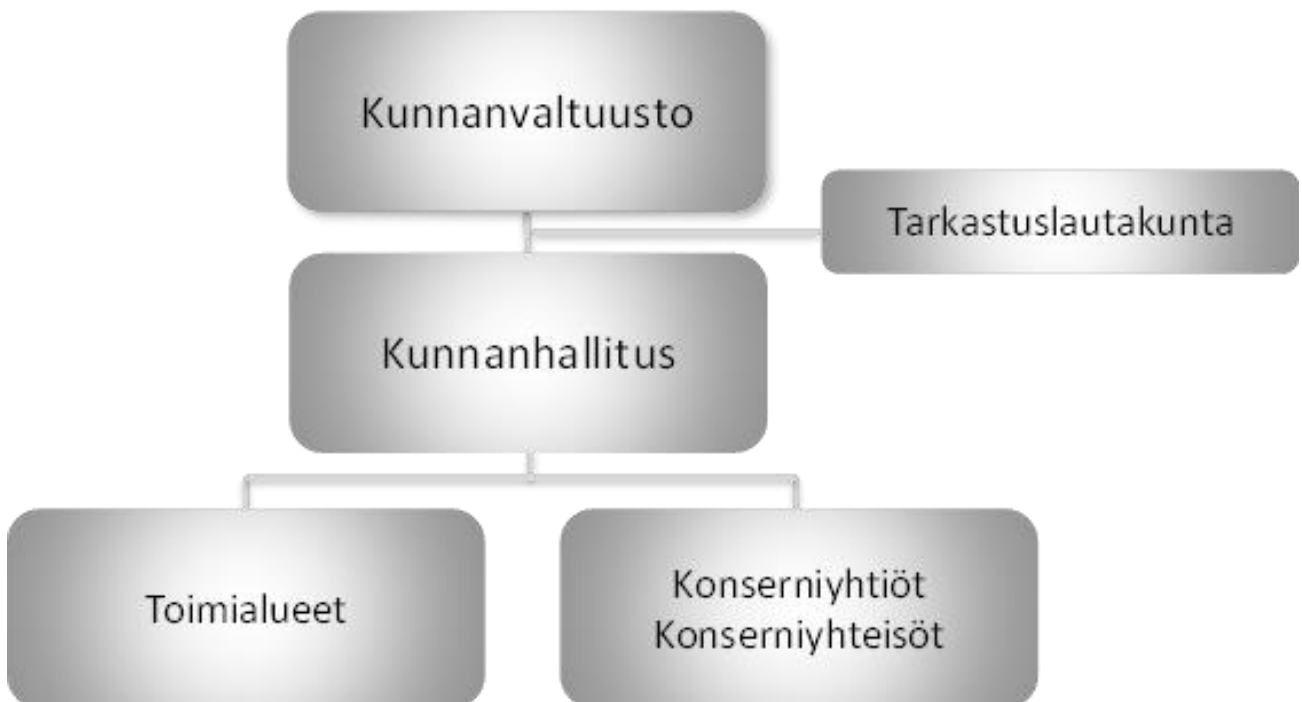 Kunnanvaltuusto
Tarkastuslautakunta
Kunnanhallitus
Toimialueet
Konserniyhtiöt
Konserniyhteisöt